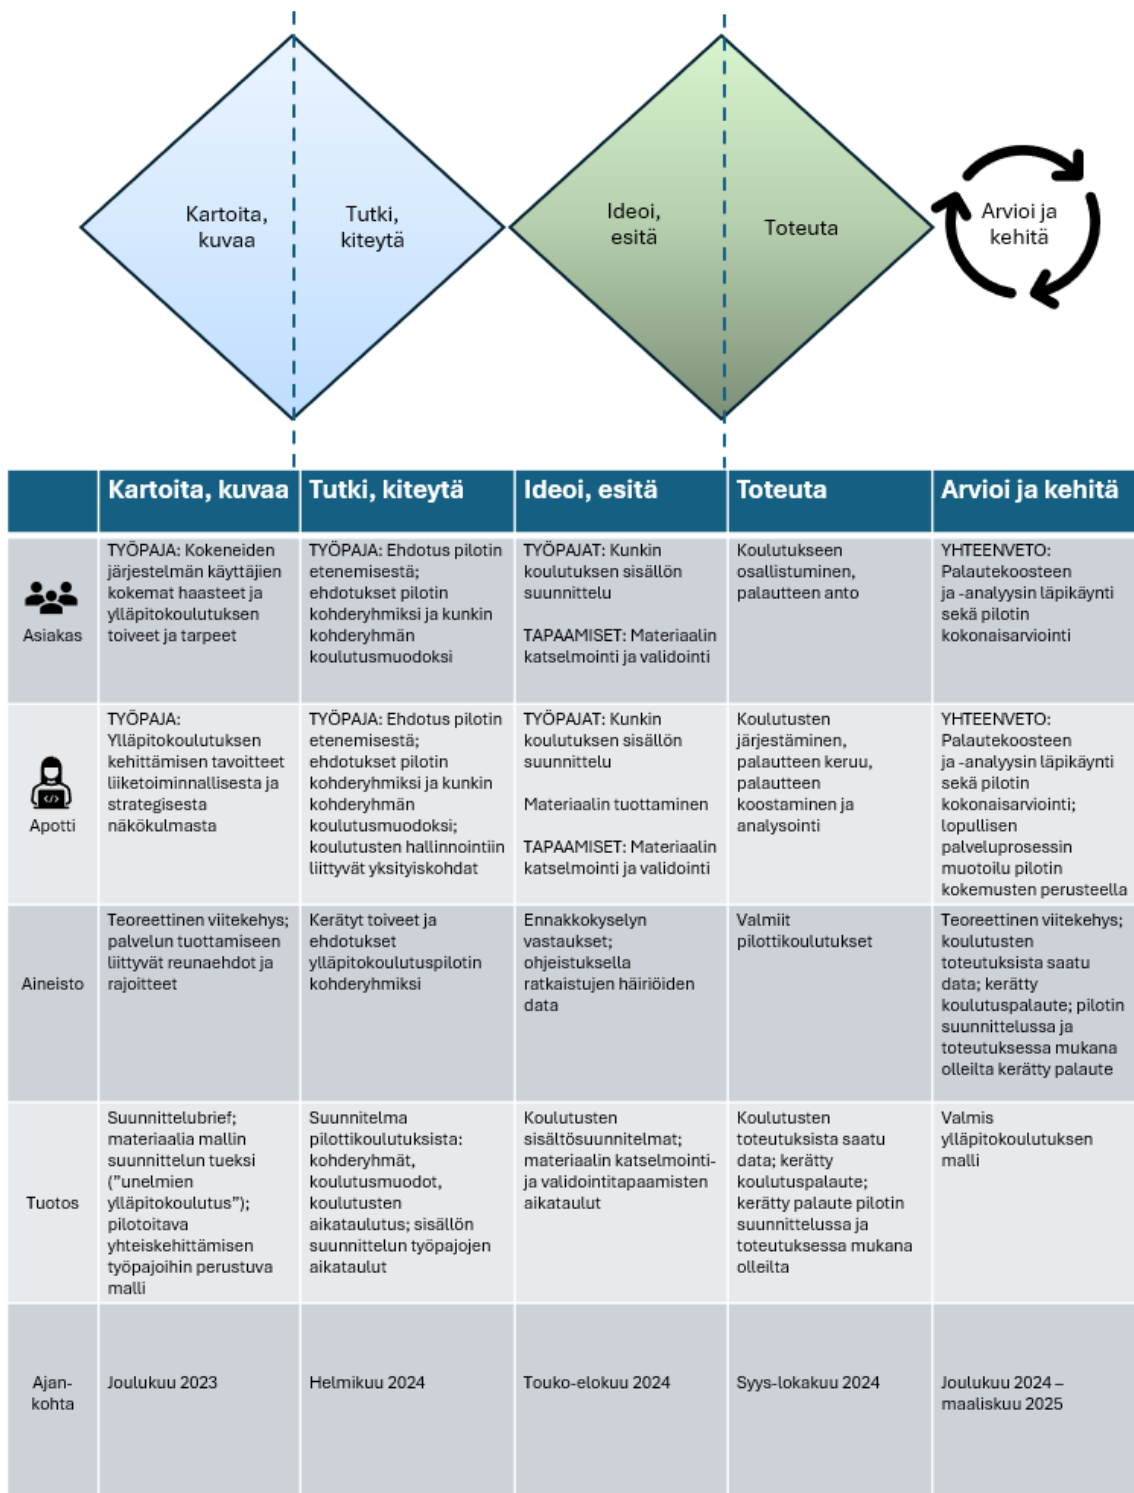 Kartoita,
kuvaa
Tutki,
kiteytä
Ideoi,
esitä
Toteuta
Arvioi ja
kehitä
Kartoita, kuvaa
Tutki, kiteytä
Ideoi, esitä
Toteuta
Arvioi ja kehitä
Asiakas
TYÖPAJA: Kokeneiden
järjestelmän käyttäjien
kokemat haasteet ja
ylläpitokoulutuksen
toiveet ja tarpeet
TYÖPAJA: Ehdotus pilotin
etenemisestä;
ehdotukset pilotin
kohderyhmiksi ja kunkin
kohderyhmän
koulutusmuodoksi
TYÖPAJAT: Kunkin
koulutuksen sisällön
suunnittelu
TAPAAMISET: Materiaalin
katselmointi ja validointi
Koulutukseen
osallistuminen,
palautteen anto
YHTEENVETO:
Palautekoosteen
ja -analyysin läpikäynti
sekä pilotin
kokonaisarviointi
Apotti
TYÖPAJA:
Ylläpitokoulutuksen
kehittämisen tavoitteet
liiketoiminnallisesta ja
strategisesta
näkökulmasta
TYÖPAJA: Ehdotus pilotin
etenemisestä;
ehdotukset pilotin
kohderyhmiksi ja kunkin
kohderyhmän
koulutusmuodoksi;
koulutusten hallinnointiin
liittyvät yksityiskohdat
TYÖPAJAT: Kunkin
koulutuksen sisällön
suunnittelu
Materiaalin tuottaminen
TAPAAMISET: Materiaalin
katselmointi ja validointi
Koulutusten
järjestäminen,
palautteen keruu,
palautteen
koostaminen ja
analysointi
YHTEENVETO:
Palautekoosteen
ja -analyysin läpikäynti
sekä pilotin
kokonaisarviointi;
lopullisen
palveluprosessin
muotoilu pilotin
kokemusten perusteella
Aineisto
Teoreettinen viitekehys;
palvelun tuottamiseen
liittyvät reunaehdot ja
rajoitteet
Kerätyt toiveet ja
ehdotukset
ylläpitokoulutuspilotin
kohderyhmiksi
Ennakkokyselyn
vastaukset;
ohjeistuksella
ratkaistujen häiriöiden
data
Valmiit
pilottikoulutukset
Teoreettinen viitekehys;
koulutusten
toteutuksista saatu
data; kerätty
koulutuspalaute; pilotin
suunnittelussa ja
toteutuksessa mukana
olleilta kerätty palaute
Tuotos
Suunnittelubrief;
materiaalia mallin
suunnittelun tueksi
(”unelmien
ylläpitokoulutus”);
pilotoitava
yhteiskehittämisen
työpajoihin perustuva
malli
Suunnitelma
pilottikoulutuksista:
kohderyhmät,
koulutusmuodot,
koulutusten
aikataulutus; sisällön
suunnittelun työpajojen
aikataulut
Koulutusten
sisältösuunnitelmat;
materiaalin katselmointi-
ja validointitapaamisten
aikataulut
Koulutusten
toteutuksista saatu
data; kerätty
koulutuspalaute;
kerätty palaute pilotin
suunnittelussa ja
toteutuksessa mukana
olleilta
Valmis
ylläpitokoulutuksen
malli
Ajan-
kohta
Joulukuu 2023
Helmikuu 2024
Touko-elokuu 2024
Syys-lokakuu 2024
Joulukuu 2024 –
maaliskuu 2025